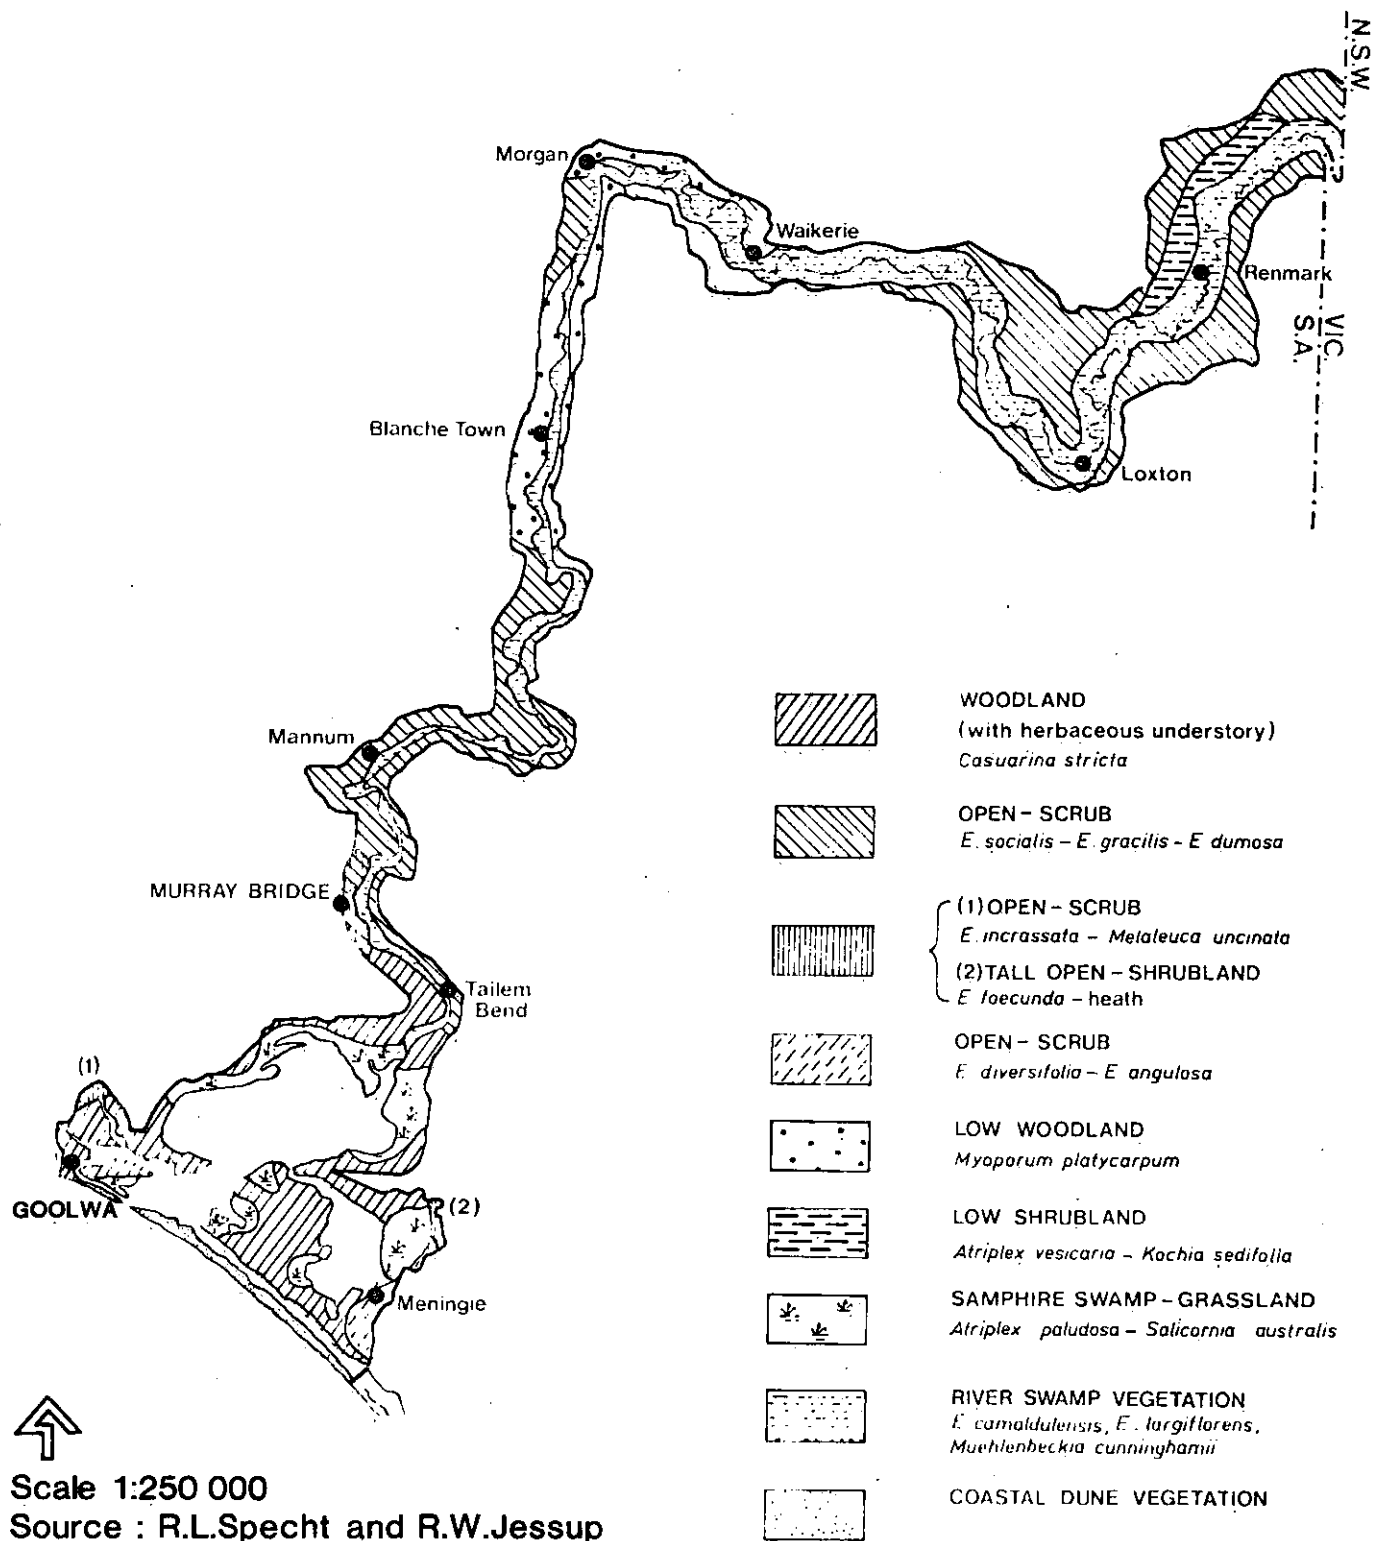 N.S.W.
Morgan
Waikerie
Renmark
VIC.
S.A.
Blanche Town
Loxton
Mannum
MURRAY BRIDGE
Tailem
Bend
(1)
GOOLWA
(2)
Meningie
WOODLAND
(with herbaceous understory)
Casuarina stricta
OPEN-SCRUB
E. socialis - E. gracilis - E dumosa
(1) OPEN-SCRUB
E. incrassata - Melaleuca uncinata
(2) TALL OPEN-SHRUBLAND
E foecunda - heath
OPEN-SCRUB
E. diversifolia - E angulosa
LOW WOODLAND
Myoporum platycarpum
LOW SHRUBLAND
Atriplex vesicaria - Kochia sedifolia
SAMPHIRE SWAMP-GRASSLAND
Atriplex paludosa - Salicornia australis
RIVER SWAMP VEGETATION
E camaldulensis, E. largiflorens,
Muehlenbeckia cunninghamii
COASTAL DUNE VEGETATION
Scale 1:250 000
Source : R.L.Specht and R.W.Jessup